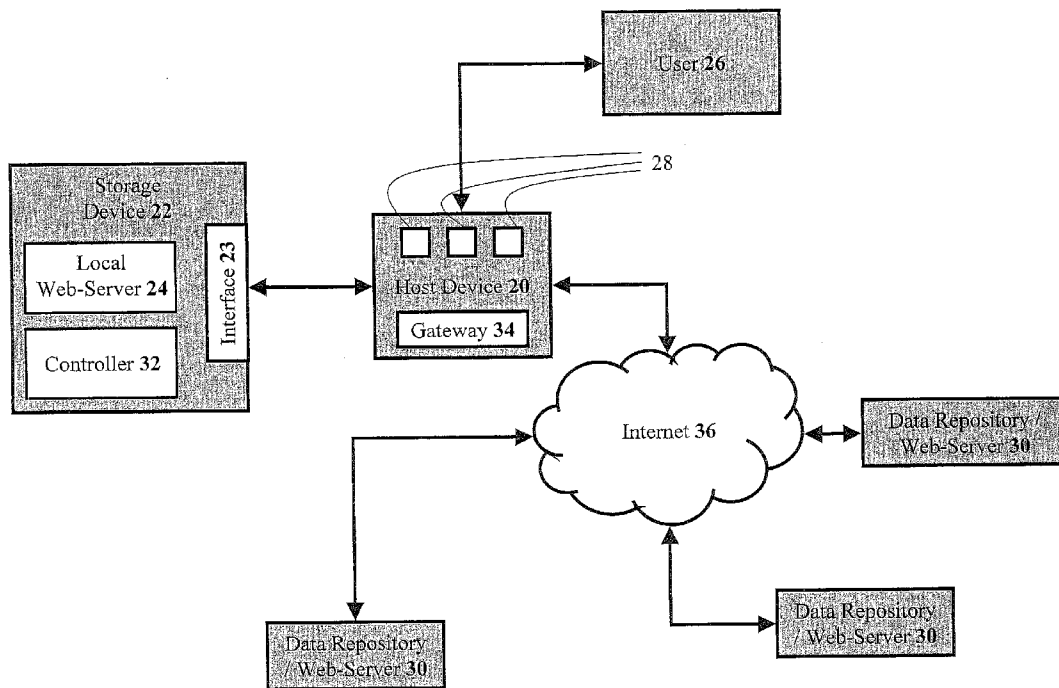 User 26
28
Storage
Device 22
Local
Web-Server 24
Controller 32
Interface 23
Host Device 20
Gateway 34
Internet 36
Data Repository /
Web-Server 30
Data Repository
/ Web-Server 30
Data Repository
/ Web-Server 30